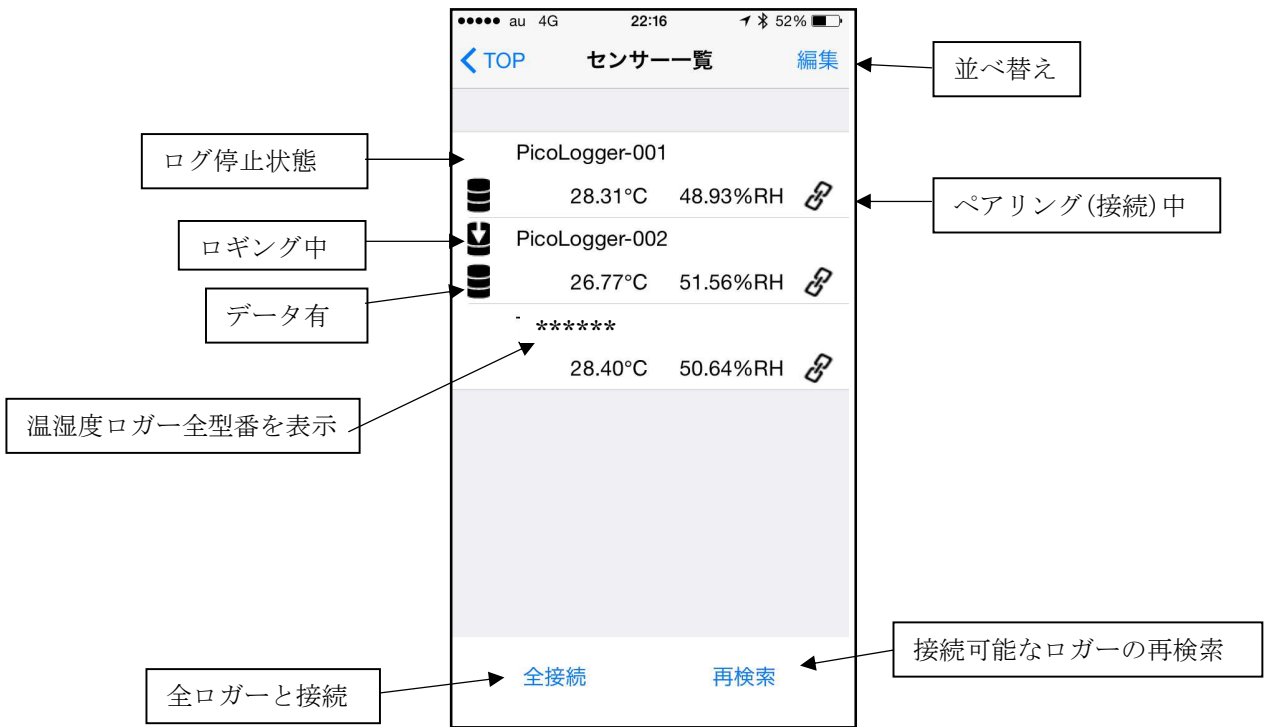 au 4G 22:16 52%
TOP センサー一覧 編集
並べ替え
ログ停止状態
PicoLogger-001
28.31°C 48.93%RH
ペアリング(接続)中
ロギング中
PicoLogger-002
26.77°C 51.56%RH
データ有
- ******
28.40°C 50.64%RH
温湿度ロガー全型番を表示
接続可能なロガーの再検索
全接続 再検索
全ロガーと接続